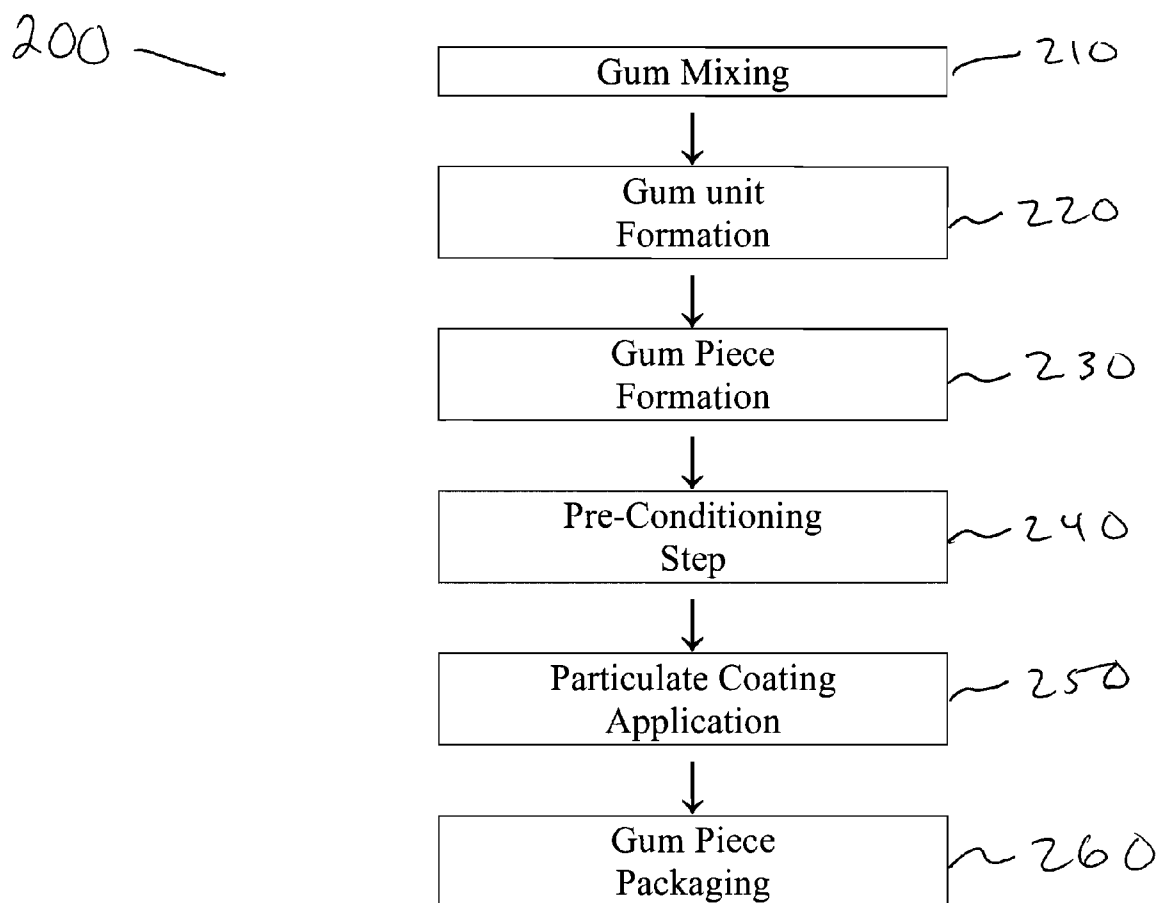 200
Gum Mixing 210
Gum unit
Formation 220
Gum Piece
Formation 230
Pre-Conditioning
Step 240
Particulate Coating
Application 250
Gum Piece
Packaging 260